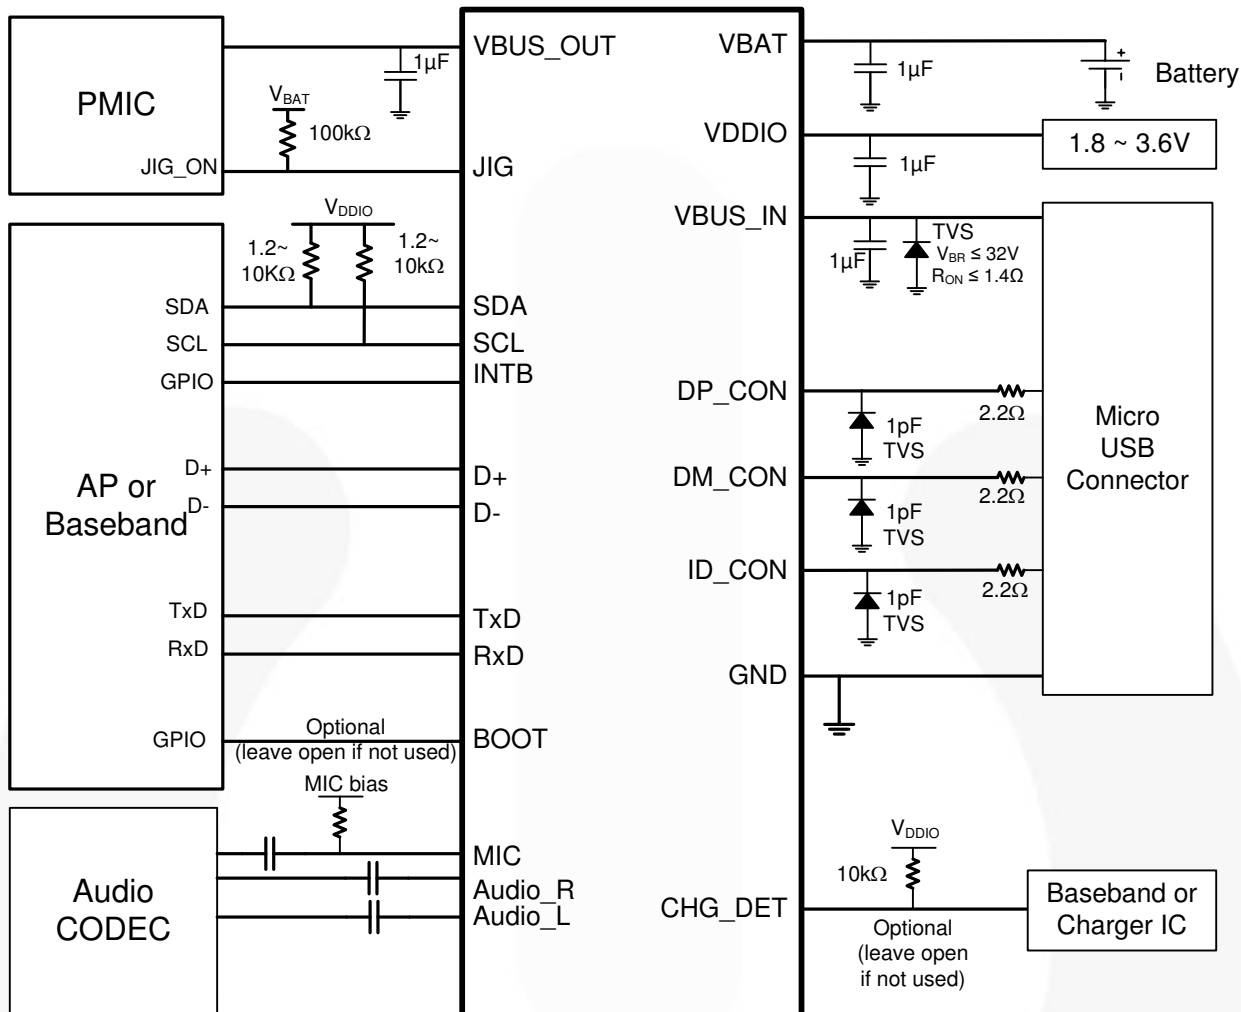 PMIC
JIG_ON
VBUS_OUT
1µF
VBAT
100kΩ
JIG
VDDIO
1.2~
10KΩ
1.2~
10kΩ
AP or
Baseband
SDA
SCL
GPIO
D+
D-
TxD
RxD
GPIO
SDA
SCL
INTB
D+
D-
TxD
RxD
Optional
(leave open if not used)
BOOT
MIC bias
Audio
CODEC
MIC
Audio_R
Audio_L
VBAT
1µF
+
-
Battery
VDDIO
1µF
1.8 ~ 3.6V
VBUS_IN
1µF
TVS
VBR ≤ 32V
RON ≤ 1.4Ω
DP_CON
1pF
TVS
2.2Ω
DM_CON
1pF
TVS
2.2Ω
ID_CON
1pF
TVS
2.2Ω
GND
Micro
USB
Connector
VDDIO
10kΩ
CHG_DET
Optional
(leave open
if not used)
Baseband or
Charger IC